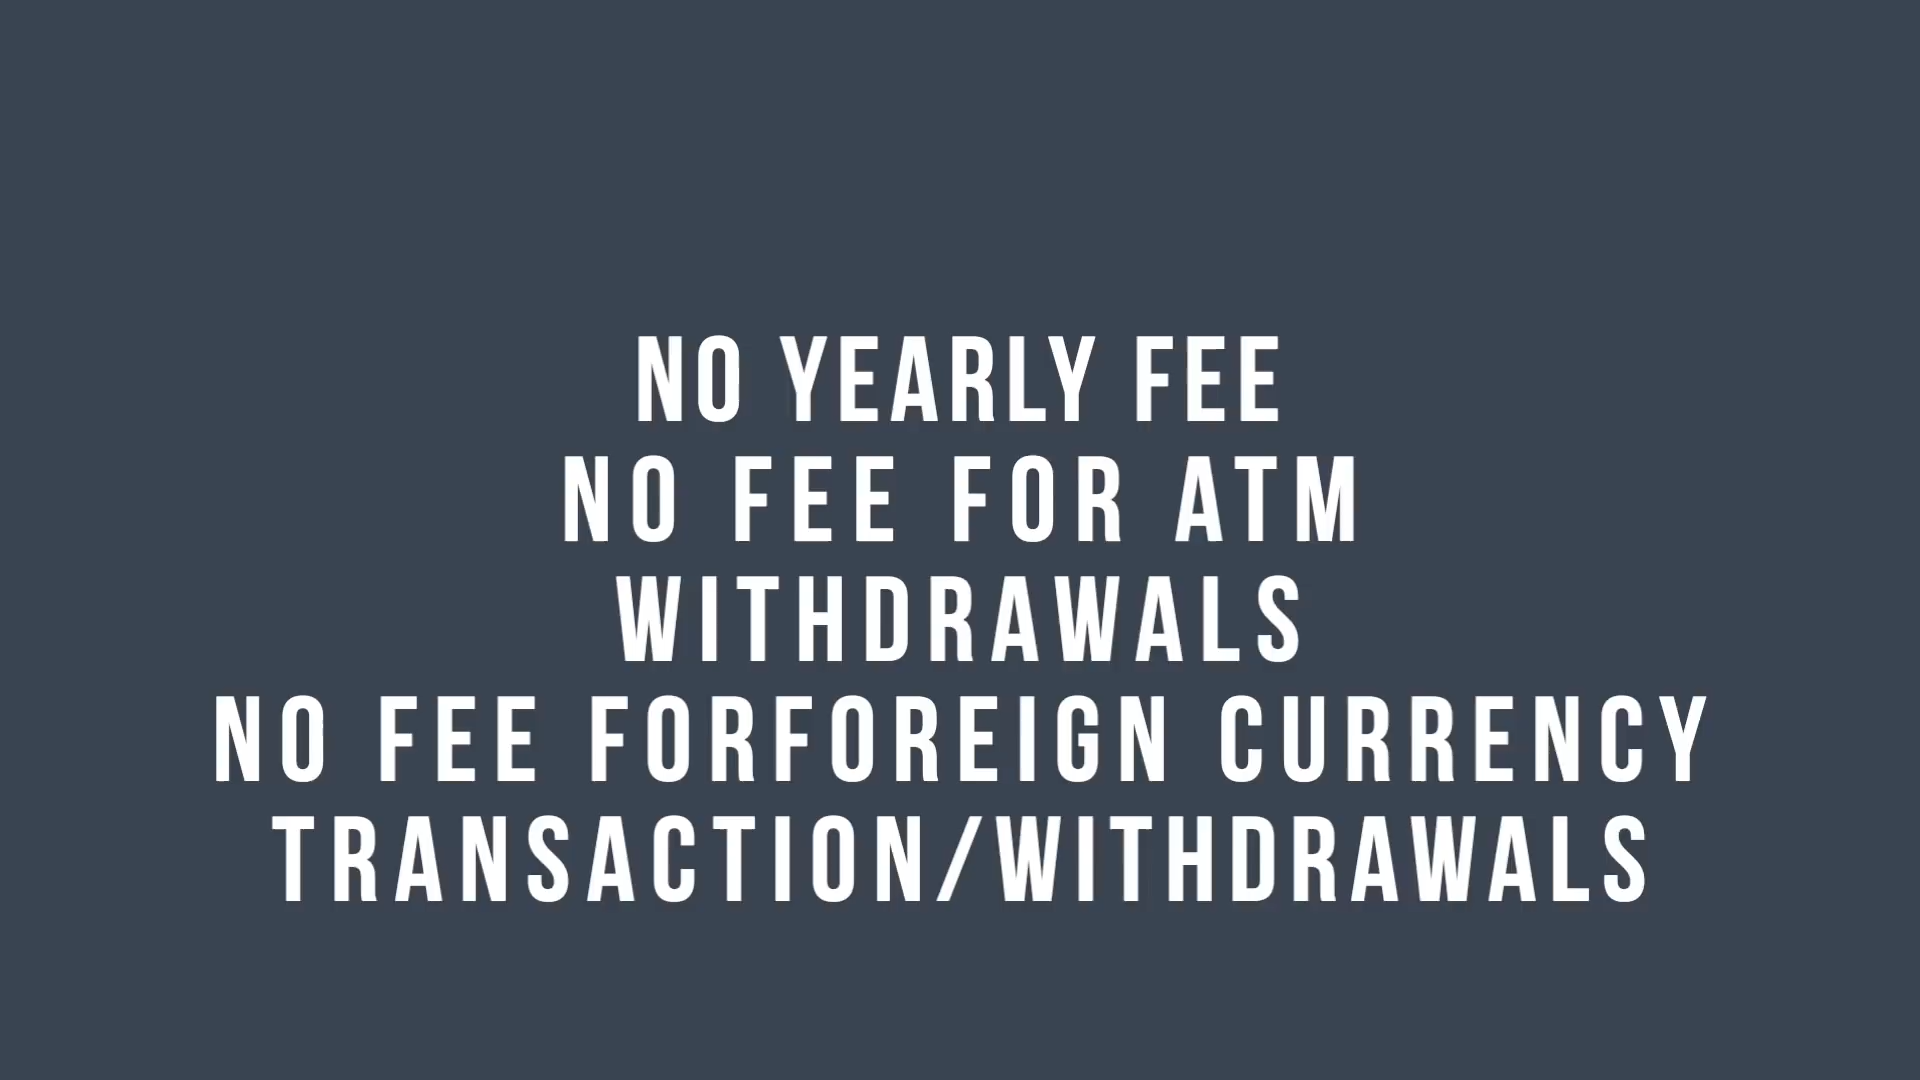 NO YEARLY FEE
NO FEE FOR ATM
WITHDRAWALS
NO FEE FORFOREIGN CURRENCY
TRANSACTION/WITHDRAWALS